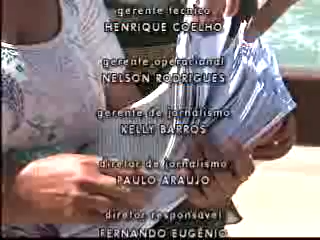 gerente técnico
HENRIQUE COELHO
gerente operacional
NELSON RODRIGUES
gerente de jornalismo
KELLY BARROS
diretor de jornalismo
PAULO ARAUJO
diretor responsável
FERNANDO EUGÊNIO